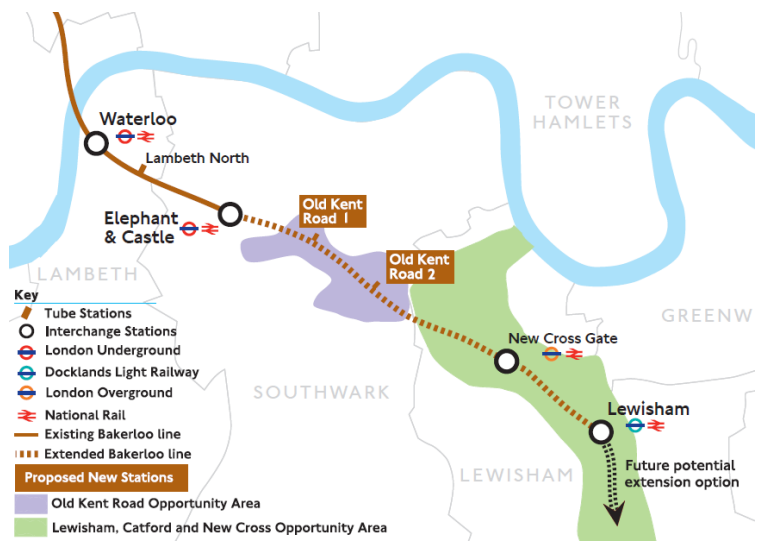 TOWER
HAMLETS
Waterloo
Lambeth North
Old Kent
Road 1
Elephant
& Castle
Old Kent
Road 2
LAMBETH
GREENW
New Cross Gate
SOUTHWARK
Lewisham
LEWISHAM
Future potential
extension option
Key
Tube Stations
Interchange Stations
London Underground
Docklands Light Railway
London Overground
National Rail
Existing Bakerloo line
Extended Bakerloo line
Proposed New Stations
Old Kent Road Opportunity Area
Lewisham, Catford and New Cross Opportunity Area